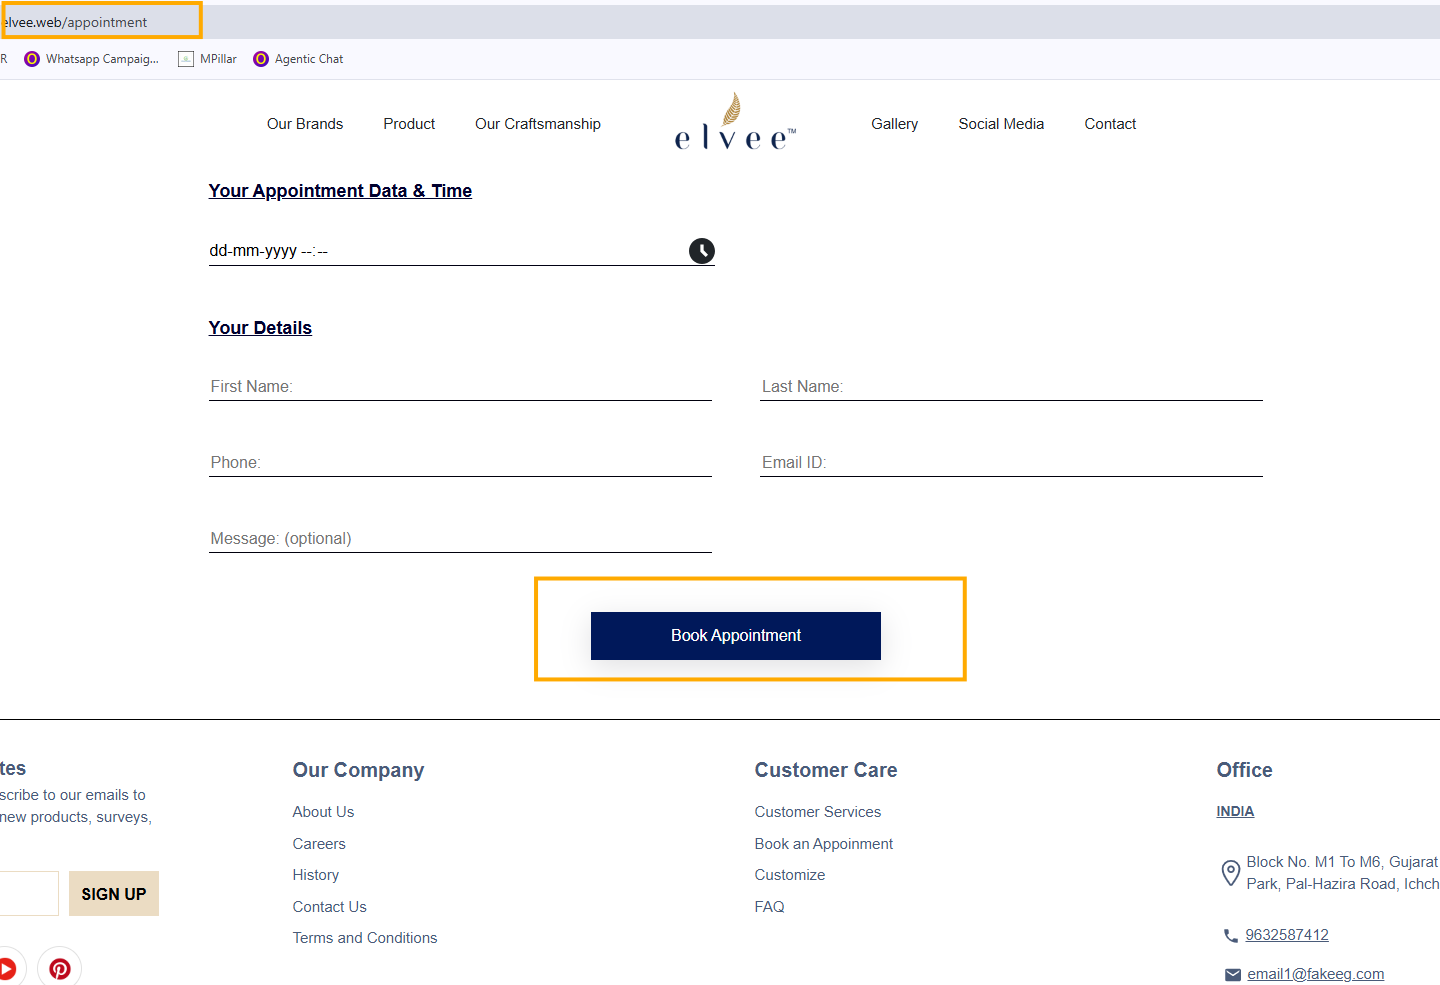 elvee.web/appointment
R Whatsapp Campaig... MPillar Agentic Chat
Our Brands Product Our Craftsmanship elvee™ Gallery Social Media Contact
Your Appointment Data & Time
dd-mm-yyyy --:--
Your Details
First Name: Last Name:
Phone: Email ID:
Message: (optional)
Book Appointment
tes
scribe to our emails to
new products, surveys,
SIGN UP
Our Company
About Us
Careers
History
Contact Us
Terms and Conditions
Customer Care
Customer Services
Book an Appoinment
Customize
FAQ
Office
INDIA
Block No. M1 To M6, Gujarat
Park, Pal-Hazira Road, Ichch
9632587412
email1@fakeeg.com